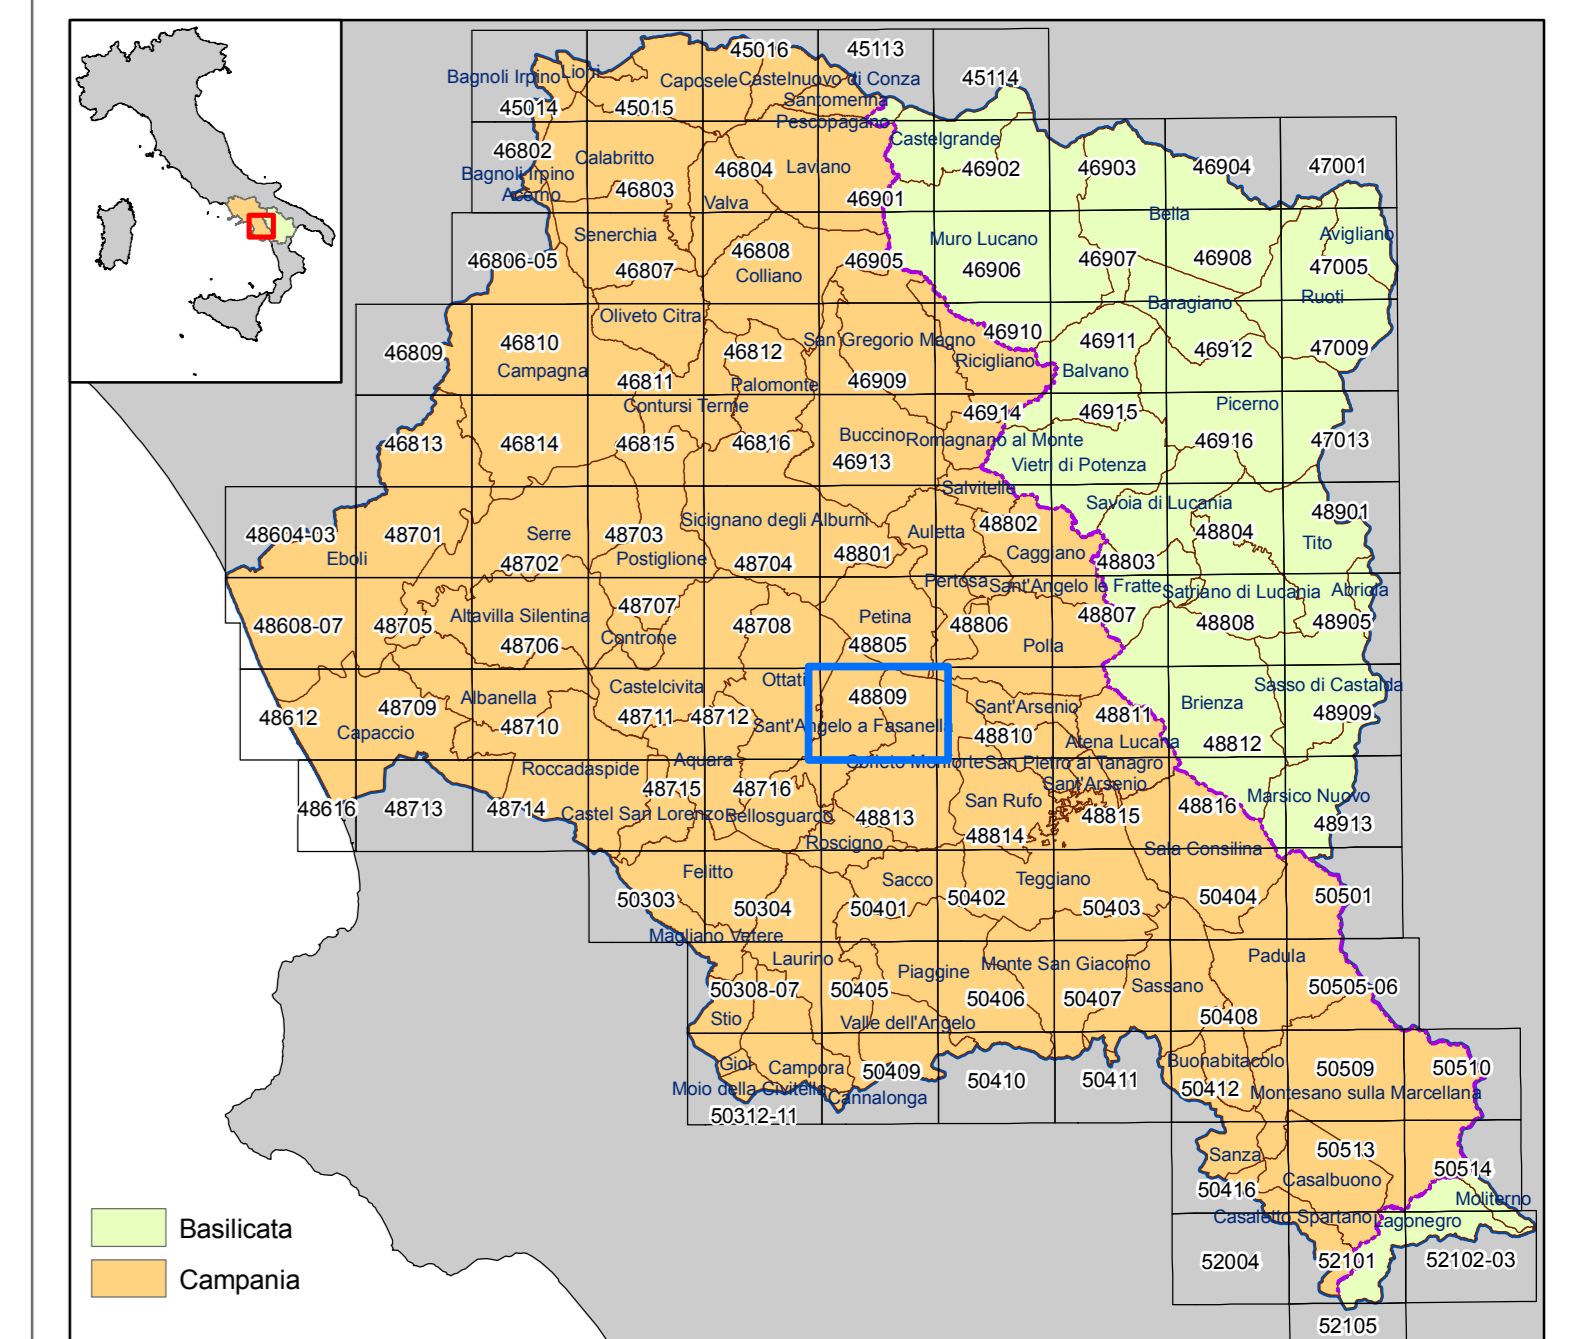 45016
45113
45114
Bagnoli Irpino
Lioni
Caposele
Castelnuovo di Conza
45014
45015
Santomenna
Pescopagano
46802
Calabritto
46804
Laviano
Castelgrande
46902
46903
46904
47001
Bagnoli Irpino
Acerno
46803
Valva
46901
Bella
Senerchia
Muro Lucano
Avigliano
46806-05
46807
46808
Colliano
46905
46906
46907
46908
47005
Baragiano
Ruoti
Oliveto Citra
46809
46810
Campagna
46811
46812
San Gregorio Magno
46910
Ricigliano
46911
46912
47009
Palomonte
46909
Balvano
Contursi Terme
46914
46915
Picerno
46813
46814
46815
46816
Buccino
Romagnano al Monte
46916
47013
46913
Vietri di Potenza
Salvitelle
Savoia di Lucania
48604-03
48701
Serre
48703
Sicignano degli Alburni
Auletta
48802
48804
48901
Eboli
48702
Postiglione
48704
48801
Caggiano
48803
Tito
Pertosa
Sant'Angelo le Fratte
Satriano di Lucania
Abriola
48608-07
48705
Altavilla Silentina
48707
48708
Petina
48806
48807
48808
48905
48706
Controne
48805
Polla
Ottati
Castelcivita
Albanella
48809
Sant'Arsenio
Brienza
Sasso di Castalda
48612
48709
48710
48711
48712
Sant'Angelo a Fasanella
48810
48811
48909
Capaccio
Atena Lucana
48812
Roccadaspide
Aquara
Corleto Monforte
San Pietro al Tanagro
Sant'Arsenio
48616
48713
48714
48715
48716
48813
San Rufo
48815
48816
Marsico Nuovo
Castel San Lorenzo
Bellosguardo
Roscigno
48814
48913
Sala Consilina
Felitto
Sacco
Teggiano
50303
50304
50401
50402
50403
50404
50501
Magliano Vetere
Laurino
Piaggine
Monte San Giacomo
Padula
50308-07
50405
50406
50407
Sassano
50505-06
Stio
Valle dell'Angelo
50408
Gioi
Campora
50409
50410
50411
Buonabitacolo
50509
50510
Moio della Civitella
Cannalonga
50412
Montesano sulla Marcellana
50312-11
Sanza
50513
50514
50416
Casalbuono
Moliterno
Casaletto Spartano
Lagonegro
Basilicata
Campania
52004
52101
52102-03
52105